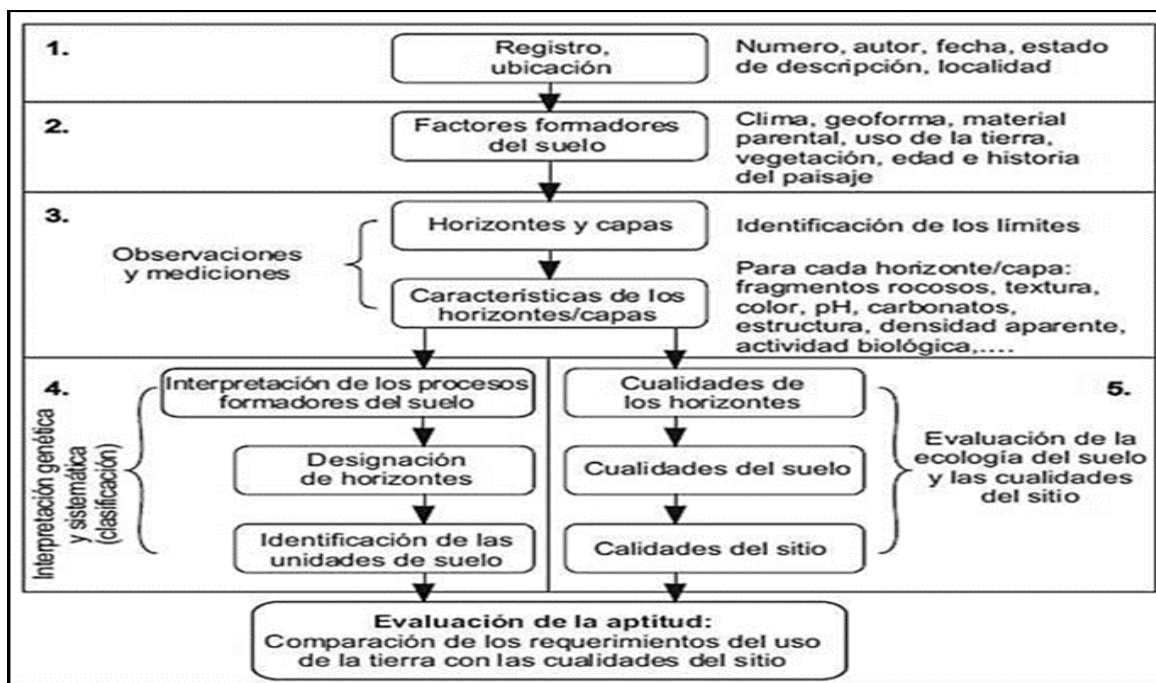 1.
Registro,
ubicación
Numero, autor, fecha, estado
de descripción, localidad
2.
Factores formadores
del suelo
Clima, geoforma, material
parental, uso de la tierra,
vegetación, edad e historia
del paisaje
3.
Observaciones
y mediciones
Horizontes y capas
Identificación de los límites
Características de los
horizontes/capas
Para cada horizonte/capa:
fragmentos rocosos, textura,
color, pH, carbonatos,
estructura, densidad aparente,
actividad biológica,....
4.
Interpretación genética
y sistemática
(clasificación)
Interpretación de los procesos
formadores del suelo
Designación
de horizontes
Identificación de las
unidades de suelo
Cualidades de
los horizontes
Cualidades del suelo
Calidades del sitio
5.
Evaluación de la
ecología del suelo
y las cualidades
del sitio
Evaluación de la aptitud:
Comparación de los requerimientos del uso
de la tierra con las cualidades del sitio